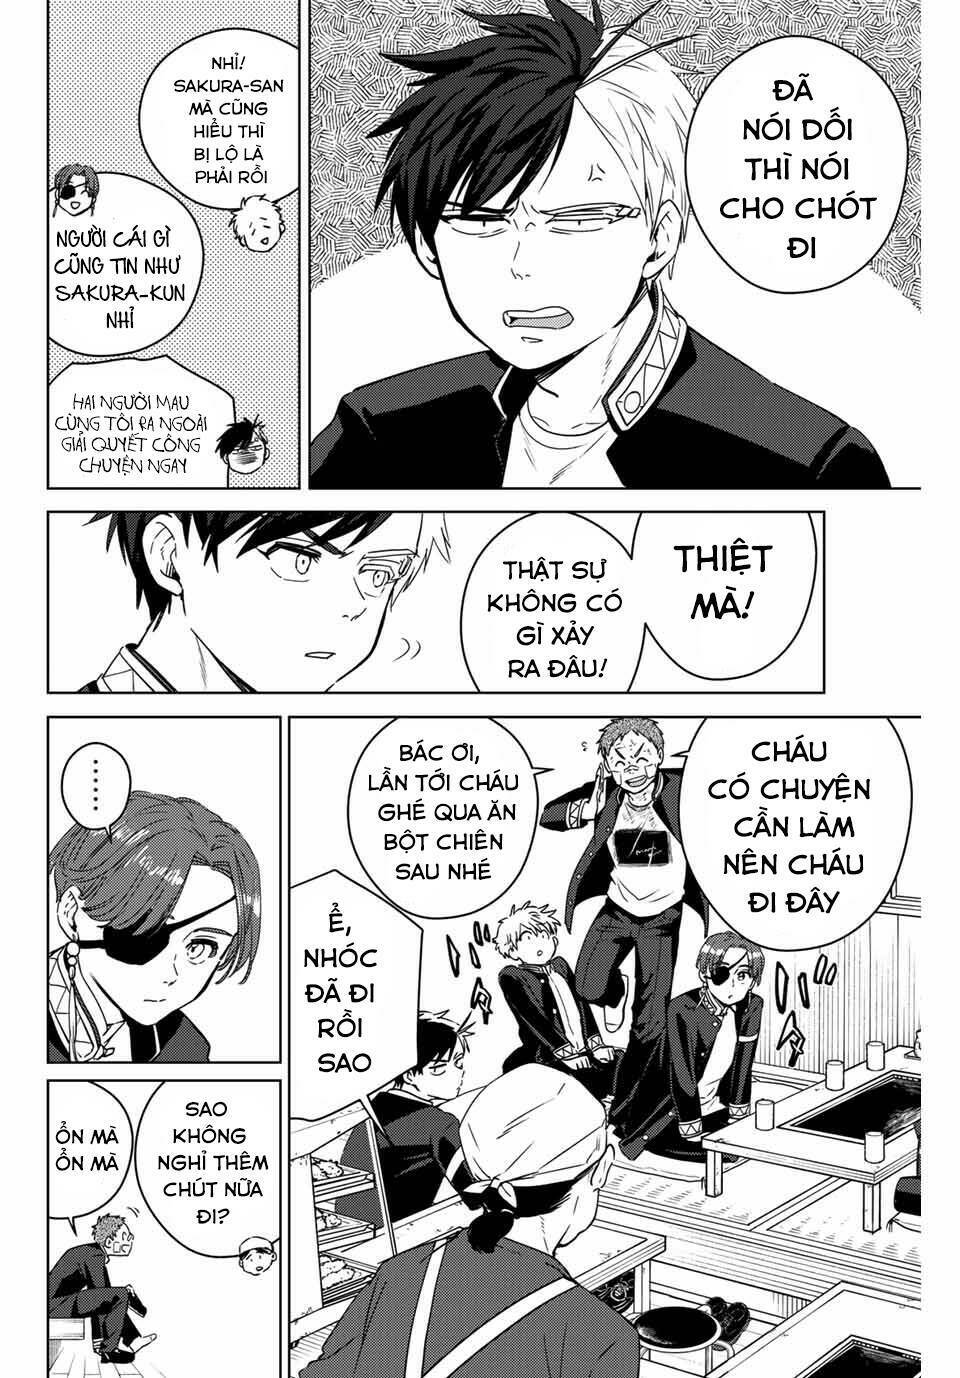 ĐÃ
NÓI DỐI
THÌ NÓI
CHO CHÓT
ĐI
NHỈ!
SAKURA-SAN
MÀ CŨNG
HIỂU THÌ
BỊ LỘ LÀ
PHẢI RỒI
NGƯỜI CÁI GÌ
CŨNG TIN NHƯ
SAKURA-KUN
NHỈ
HAI NGƯỜI MAU
CÙNG TÔI RA NGOÀI
GIẢI QUYẾT CÔNG
CHUYỆN NGAY
THIỆT
MÀ!
THẬT SỰ
KHÔNG CÓ
GÌ XẢY
RA ĐÂU!
CHÁU
CÓ CHUYỆN
CẦN LÀM
NÊN CHÁU
ĐI ĐÂY
BÁC ƠI,
LẦN TỚI CHÁU
GHÉ QUA ĂN
BỘT CHIÊN
SAU NHÉ
Ể,
NHÓC
ĐÃ ĐI
RỒI
SAO
......
SAO
KHÔNG
NGHỈ THÊM
CHÚT NỮA
ĐI?
ỔN MÀ
ỔN MÀ